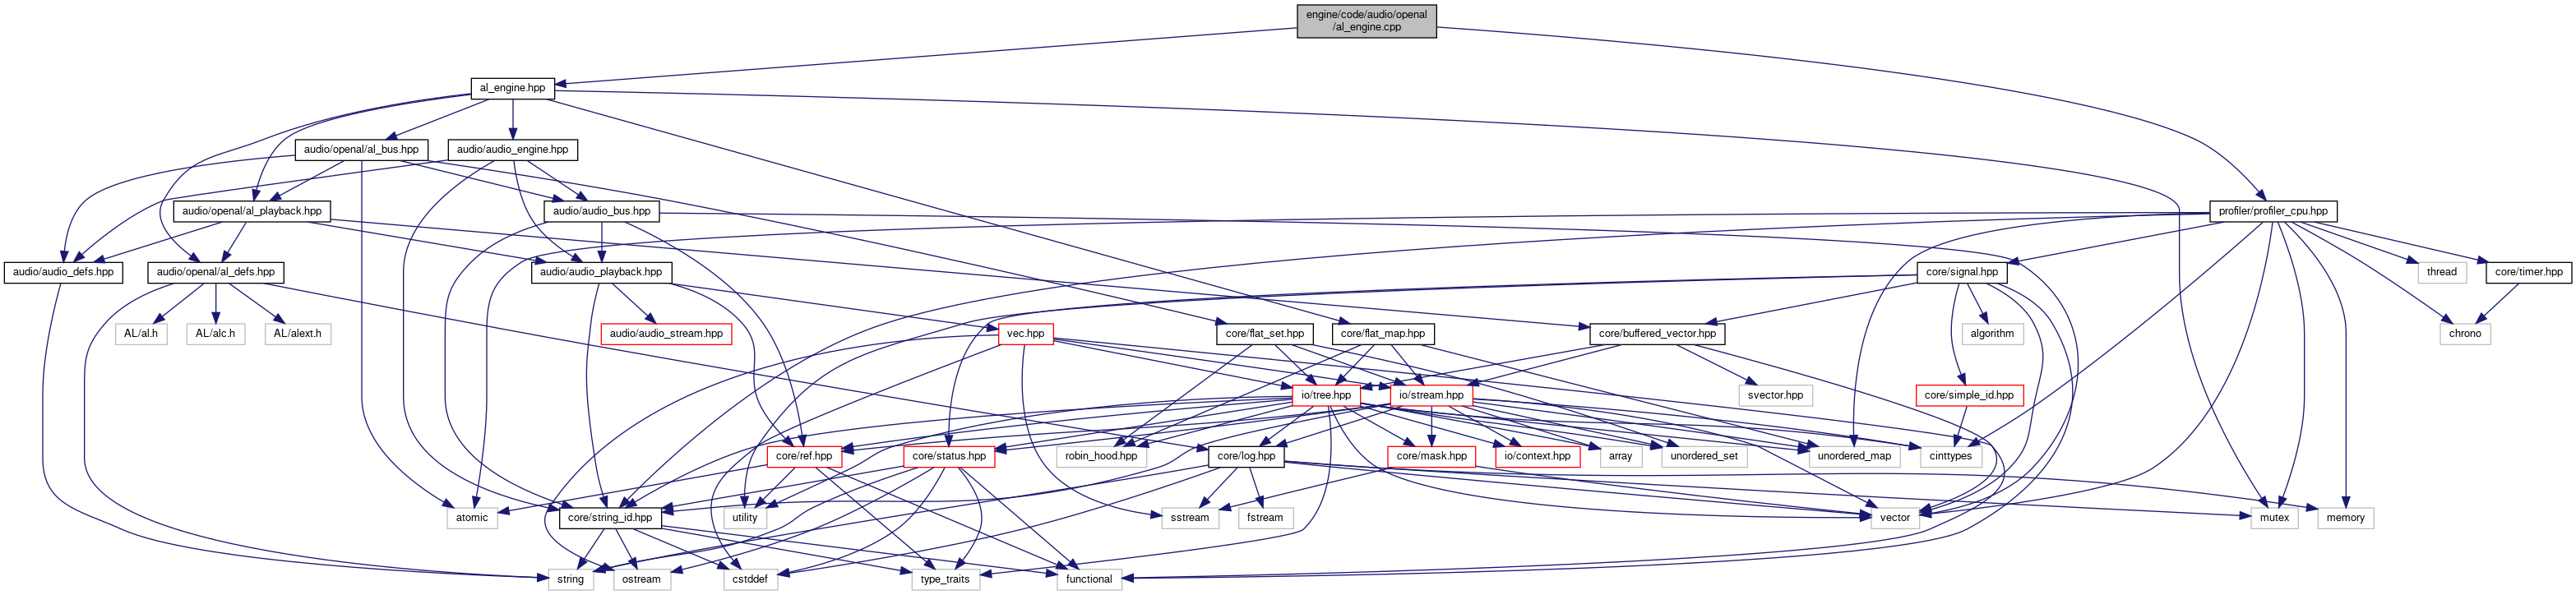 engine/code/audio/openal
/al_engine.cpp
al_engine.hpp
audio/openal/al_bus.hpp
audio/audio_engine.hpp
audio/openal/al_playback.hpp
audio/audio_bus.hpp
profiler/profiler_cpu.hpp
audio/audio_defs.hpp
audio/openal/al_defs.hpp
audio/audio_playback.hpp
core/signal.hpp
thread
core/timer.hpp
AL/al.h
AL/alc.h
AL/alext.h
audio/audio_stream.hpp
vec.hpp
core/flat_set.hpp
core/flat_map.hpp
core/buffered_vector.hpp
algorithm
chrono
io/tree.hpp
io/stream.hpp
svector.hpp
core/simple_id.hpp
core/ref.hpp
core/status.hpp
robin_hood.hpp
core/log.hpp
core/mask.hpp
io/context.hpp
array
unordered_set
unordered_map
cinttypes
atomic
core/string_id.hpp
utility
sstream
fstream
vector
mutex
memory
string
ostream
cstddef
type_traits
functional